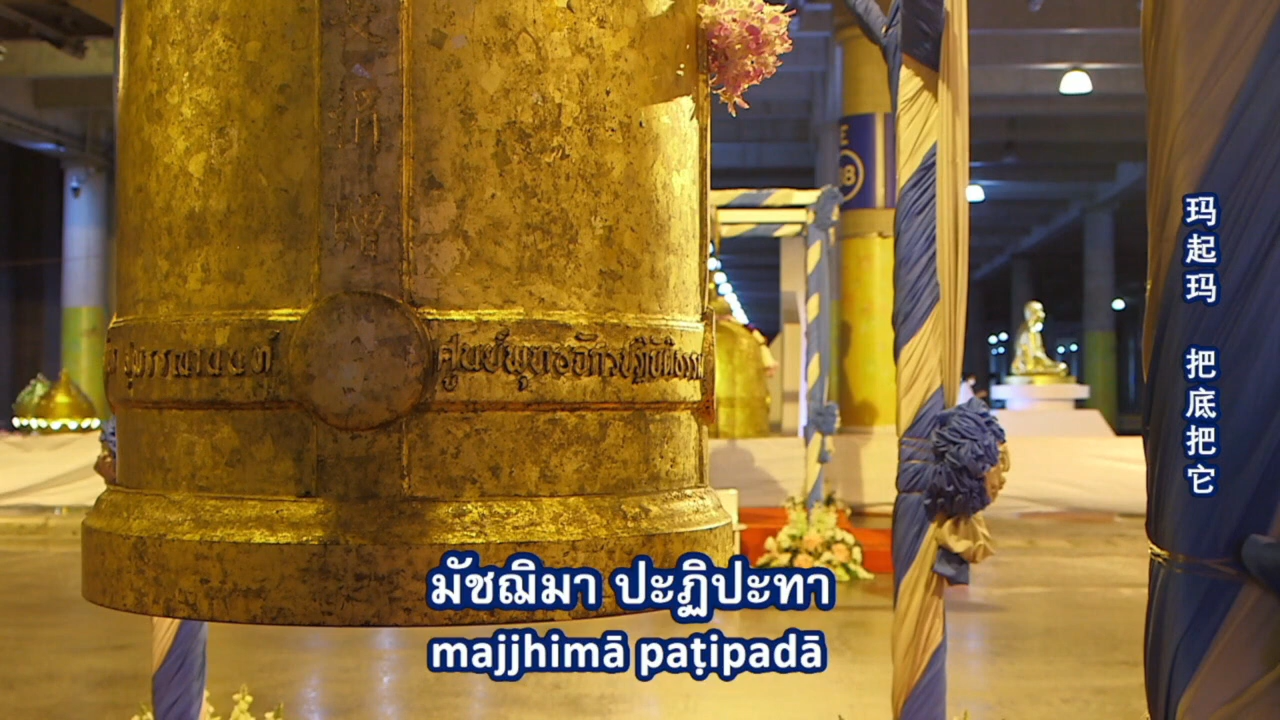 มัชฌิมา ปะฏิปะทา
majjhimā paṭipadā
玛起玛 把底把它
ศูนย์พุทธจักรปฏิบัติธรรม